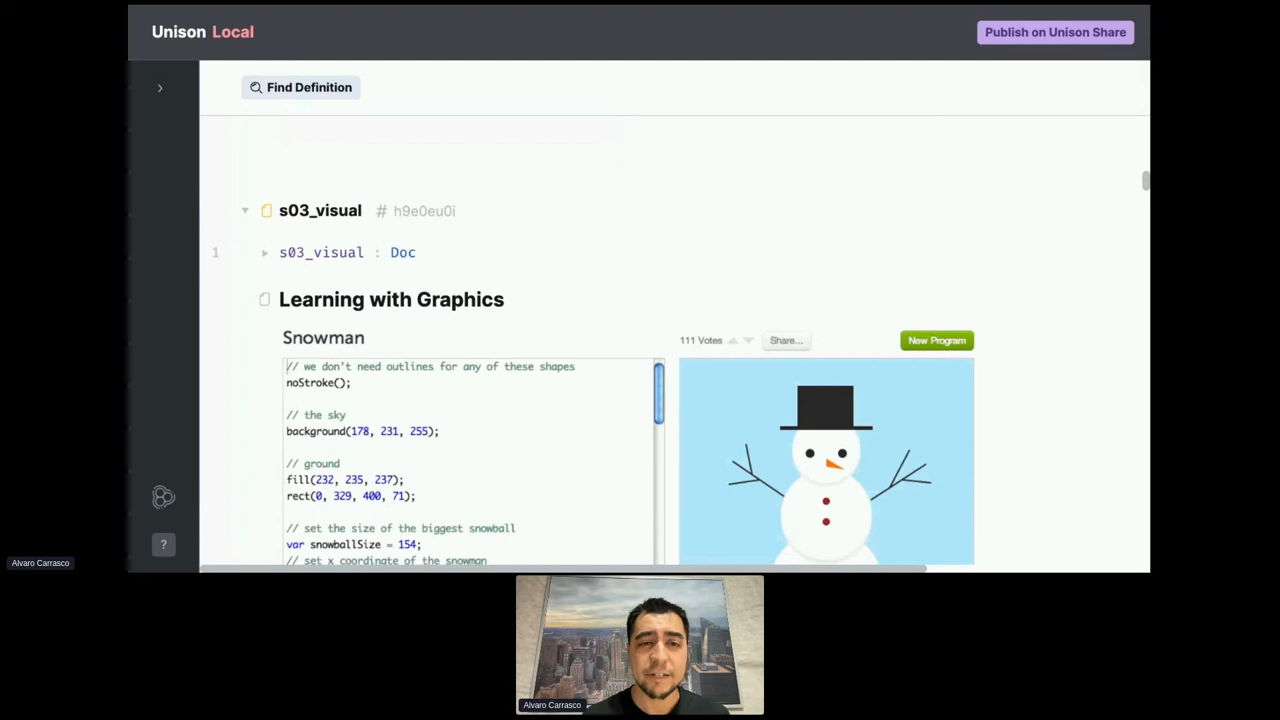 Unison Local
Publish on Unison Share
Find Definition
s03_visual # h9e0eu0i
1 s03_visual : Doc
Learning with Graphics
Snowman
111 Votes Share... New Program
// we don't need outlines for any of these shapes
noStroke();
// the sky
background(178, 231, 255);
// ground
fill(232, 235, 237);
rect(0, 329, 400, 71);
// set the size of the biggest snowball
var snowballSize = 154;
// set x coordinate of the snowman
?
Alvaro Carrasco
Alvaro Carrasco